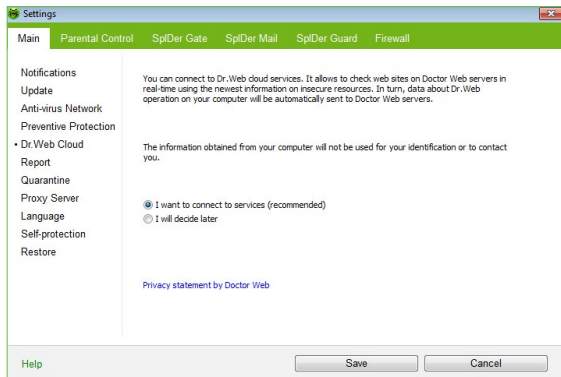 Settings
Main Parental Control SpIDer Gate SpIDer Mail SpIDer Guard Firewall
Notifications
Update
Anti-virus Network
Preventive Protection
Dr.Web Cloud
Report
Quarantine
Proxy Server
Language
Self-protection
Restore
You can connect to Dr.Web cloud services. It allows to check web sites on Doctor Web servers in
real-time using the newest information on insecure resources. In turn, data about Dr.Web
operation on your computer will be automatically sent to Doctor Web servers.
The information obtained from your computer will not be used for your identification or to contact
you.
I want to connect to services (recommended)
I will decide later
Privacy statement by Doctor Web
Help Save Cancel